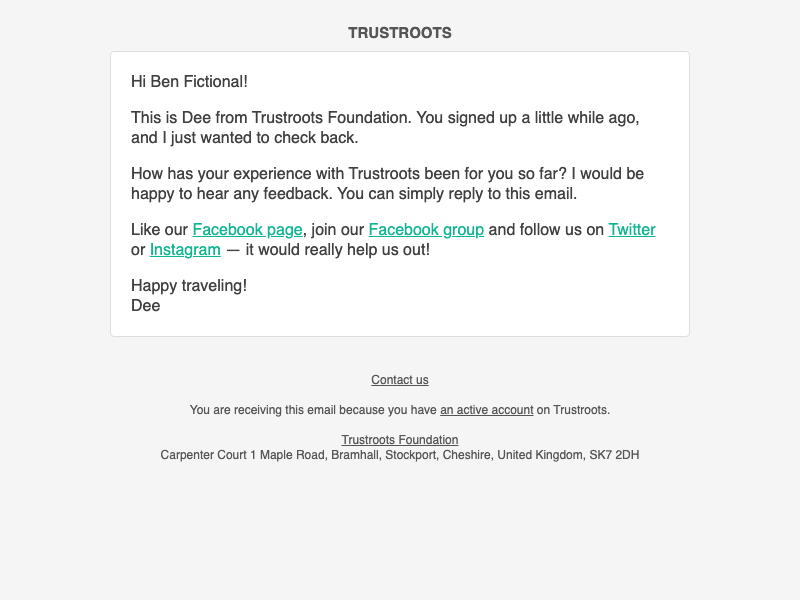 TRUSTROOTS
Hi Ben Fictional!
This is Dee from Trustroots Foundation. You signed up a little while ago,
and I just wanted to check back.
How has your experience with Trustroots been for you so far? I would be
happy to hear any feedback. You can simply reply to this email.
Like our Facebook page, join our Facebook group and follow us on Twitter
or Instagram — it would really help us out!
Happy traveling!
Dee
Contact us
You are receiving this email because you have an active account on Trustroots.
Trustroots Foundation
Carpenter Court 1 Maple Road, Bramhall, Stockport, Cheshire, United Kingdom, SK7 2DH